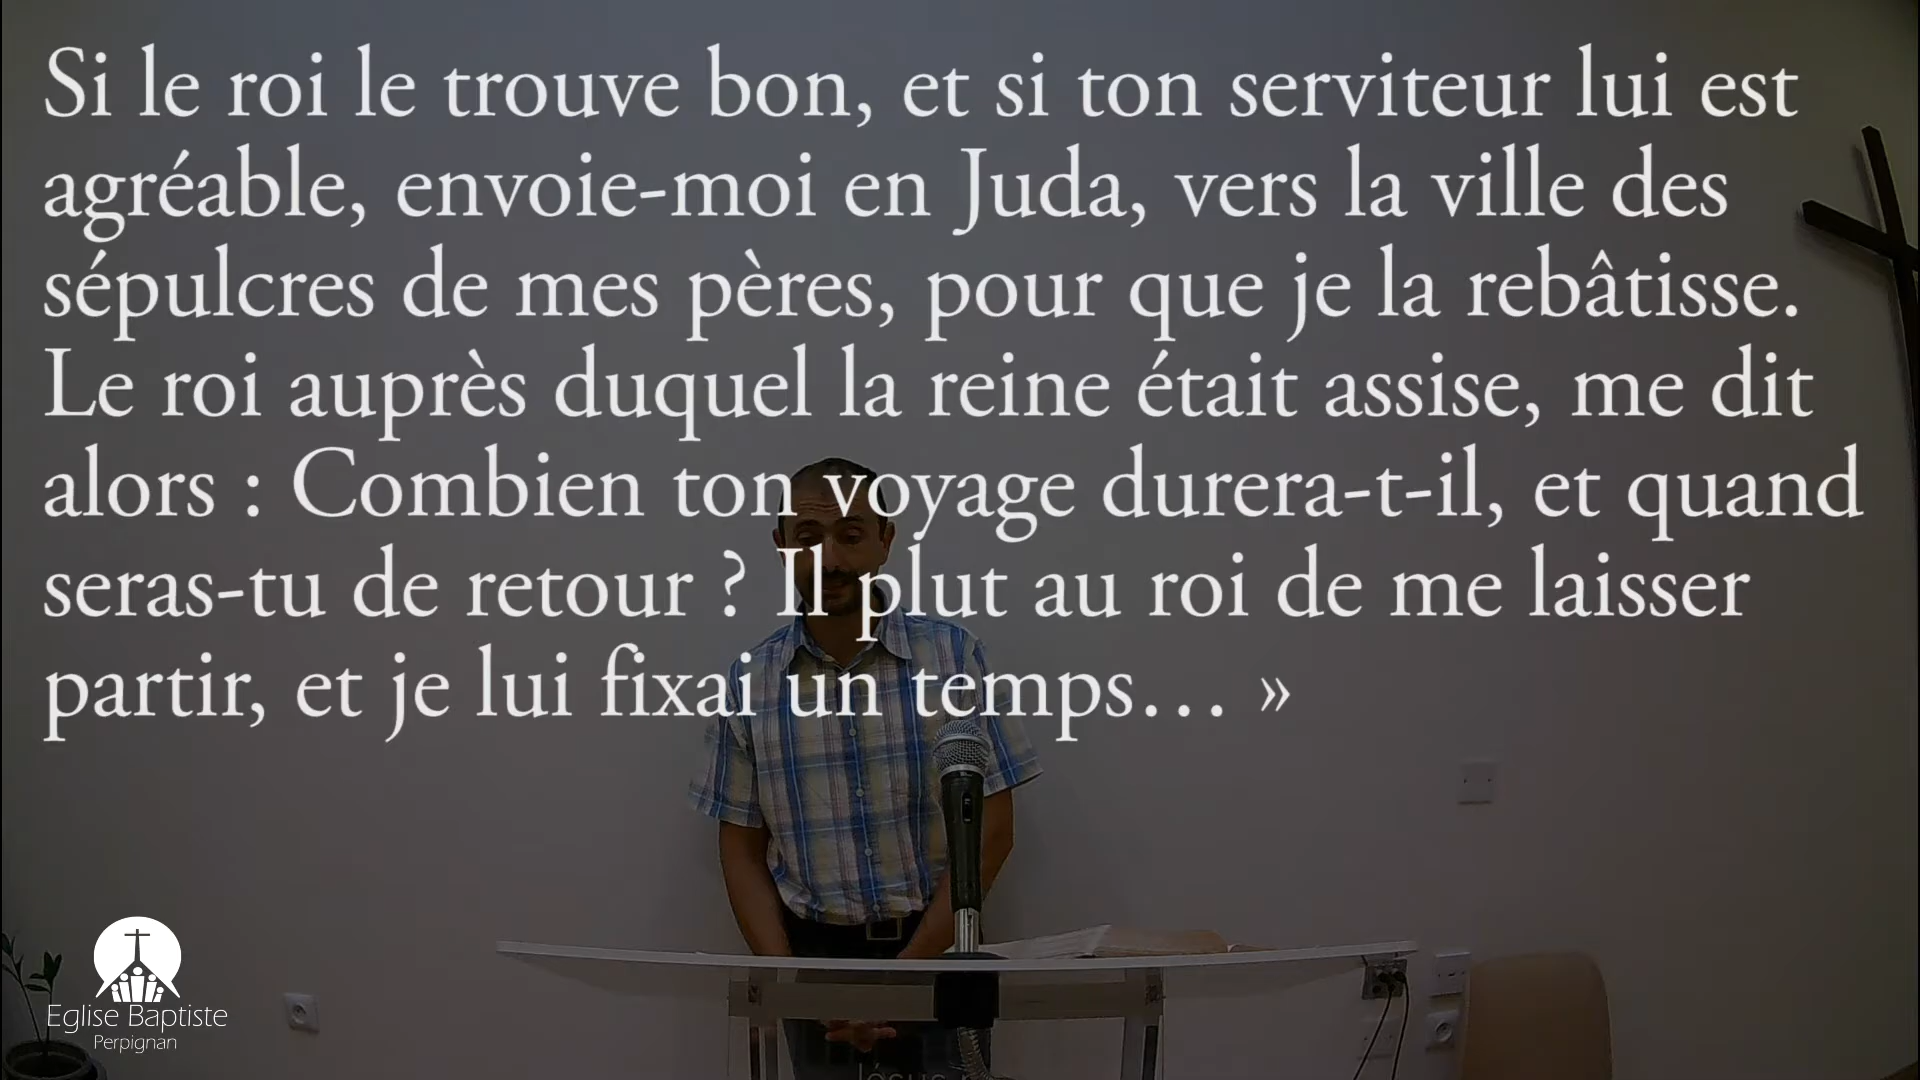 Si le roi le trouve bon, et si ton serviteur lui est
agréable, envoie-moi en Juda, vers la ville des
sépulcres de mes pères, pour que je la rebâtisse.
Le roi auprès duquel la reine était assise, me dit
alors : Combien ton voyage durera-t-il, et quand
seras-tu de retour ? Il plut au roi de me laisser
partir, et je lui fixai un temps… »
Eglise Baptiste
Perpignan